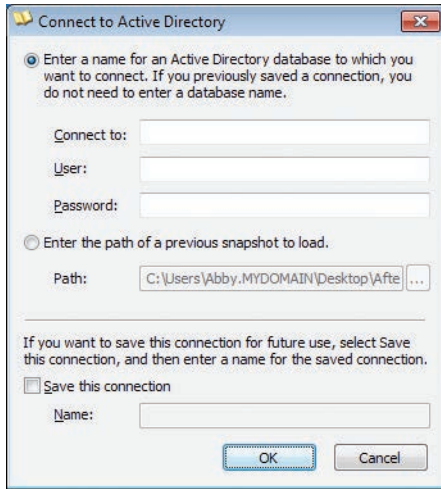 Connect to Active Directory
Enter a name for an Active Directory database to which you
want to connect. If you previously saved a connection, you
do not need to enter a database name.
Connect to:
User:
Password:
Enter the path of a previous snapshot to load.
Path: C:\Users\Abby.MYDOMAIN\Desktop\Afte ...
If you want to save this connection for future use, select Save
this connection, and then enter a name for the saved connection.
Save this connection
Name:
OK Cancel